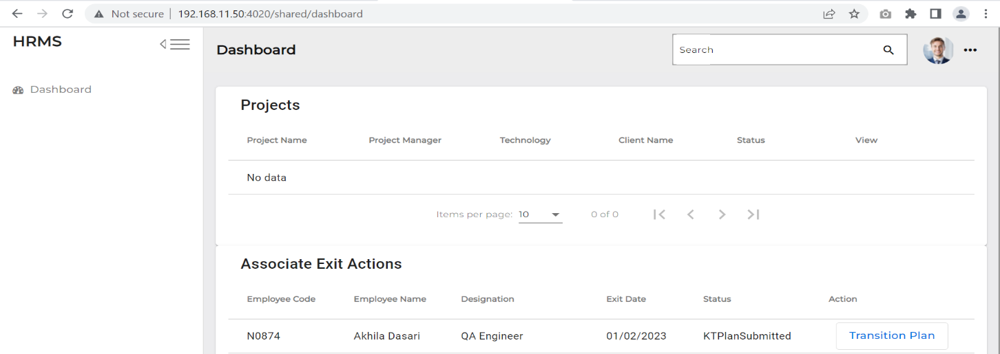 Not secure 192.168.11.50:4020/shared/dashboard
HRMS
Dashboard
Dashboard
Search
Projects
Project Name Project Manager Technology Client Name Status View
No data
Items per page: 10 0 of 0
Associate Exit Actions
Employee Code Employee Name Designation Exit Date Status Action
N0874 Akhila Dasari QA Engineer 01/02/2023 KTPlanSubmitted Transition Plan